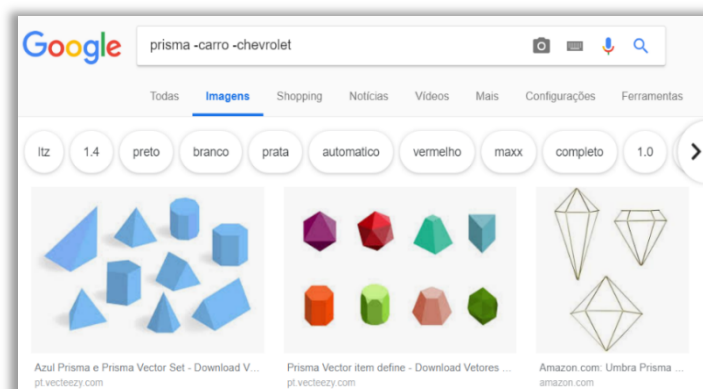 Google
prisma -carro -chevrolet
Todas Imagens Shopping Notícias Vídeos Mais Configurações Ferramentas
ltz 1.4 preto branco prata automatico vermelho maxx completo 1.0
Azul Prisma e Prisma Vector Set - Download V... Prisma Vector item define - Download Vetores ... Amazon.com: Umbra Prisma ...
pt.vecteezy.com pt.vecteezy.com amazon.com